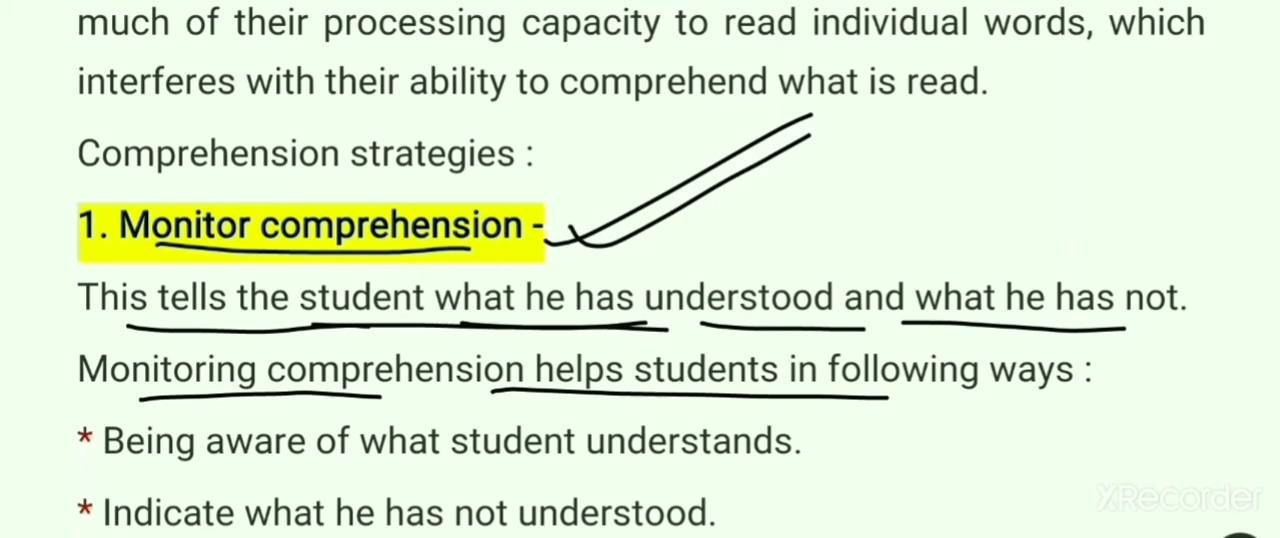 much of their processing capacity to read individual words, which
interferes with their ability to comprehend what is read.
Comprehension strategies :
1. Monitor comprehension -
This tells the student what he has understood and what he has not.
Monitoring comprehension helps students in following ways :
* Being aware of what student understands.
* Indicate what he has not understood.
XRecorder